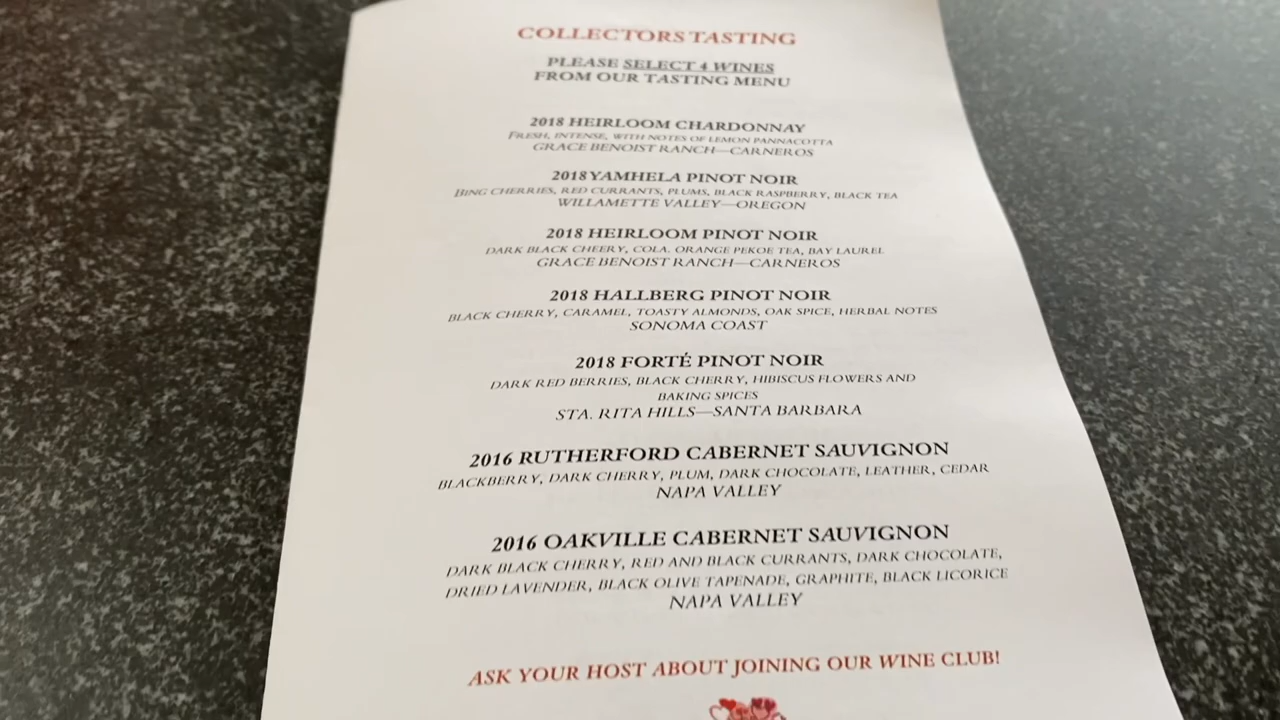 COLLECTORS TASTING
PLEASE SELECT 4 WINES
FROM OUR TASTING MENU
2018 HEIRLOOM CHARDONNAY
FRESH, INTENSE, WITH NOTES OF LEMON PANNACOTTA
GRACE BENOIST RANCH—CARNEROS
2018 YAMHELA PINOT NOIR
BING CHERRIES, RED CURRANTS, PLUMS, BLACK RASPBERRY, BLACK TEA
WILLAMETTE VALLEY—OREGON
2018 HEIRLOOM PINOT NOIR
DARK BLACK CHEERY, COLA. ORANGE PEKOE TEA, BAY LAUREL
GRACE BENOIST RANCH—CARNEROS
2018 HALLBERG PINOT NOIR
BLACK CHERRY, CARAMEL, TOASTY ALMONDS, OAK SPICE, HERBAL NOTES
SONOMA COAST
2018 FORTÉ PINOT NOIR
DARK RED BERRIES, BLACK CHERRY, HIBISCUS FLOWERS AND
BAKING SPICES
STA. RITA HILLS—SANTA BARBARA
2016 RUTHERFORD CABERNET SAUVIGNON
BLACKBERRY, DARK CHERRY, PLUM, DARK CHOCOLATE, LEATHER, CEDAR
NAPA VALLEY
2016 OAKVILLE CABERNET SAUVIGNON
DARK BLACK CHERRY, RED AND BLACK CURRANTS, DARK CHOCOLATE,
DRIED LAVENDER, BLACK OLIVE TAPENADE, GRAPHITE, BLACK LICORICE
NAPA VALLEY
ASK YOUR HOST ABOUT JOINING OUR WINE CLUB!